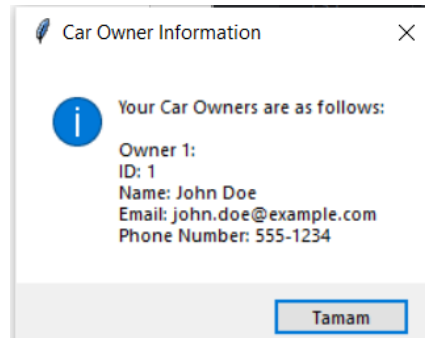 Car Owner Information
Your Car Owners are as follows:
Owner 1:
ID: 1
Name: John Doe
Email: john.doe@example.com
Phone Number: 555-1234
Tamam